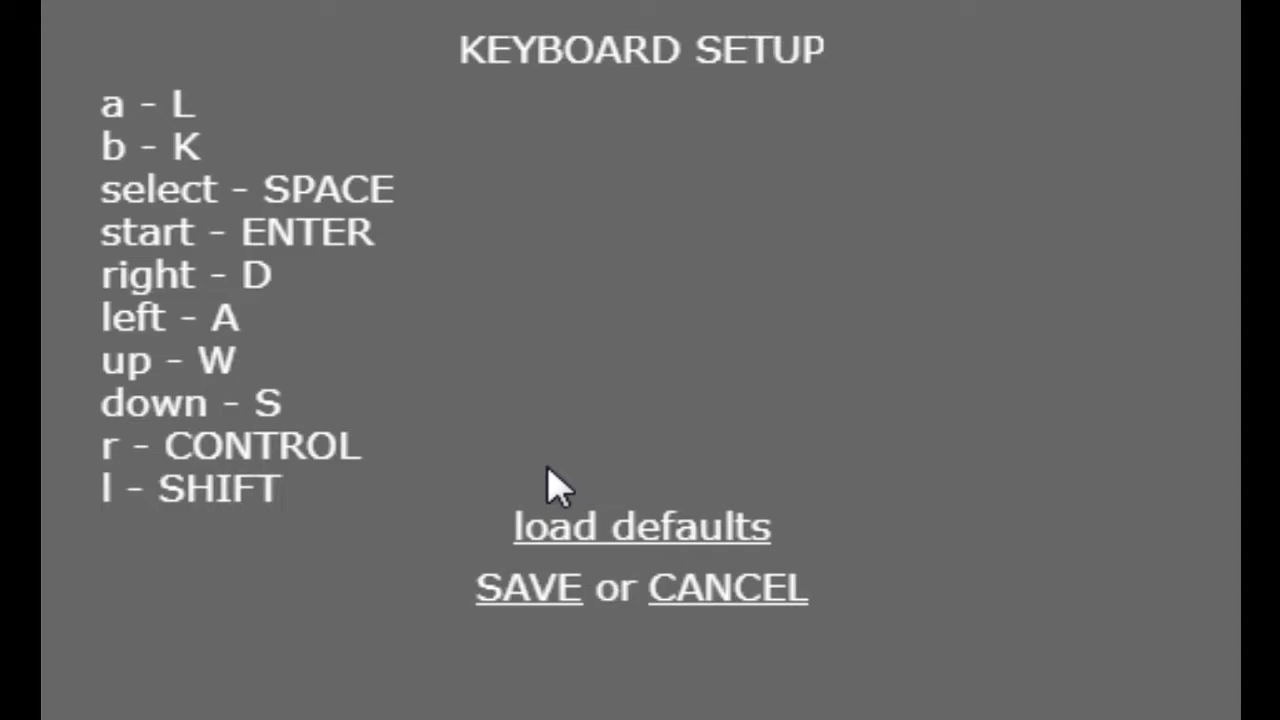 KEYBOARD SETUP
a - L
b - K
select - SPACE
start - ENTER
right - D
left - A
up - W
down - S
r - CONTROL
l - SHIFT
load defaults
SAVE or CANCEL